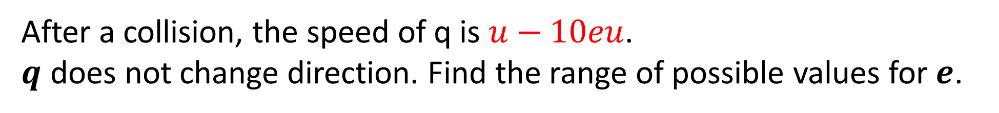 After a collision, the speed of q is u − 10eu.
q does not change direction. Find the range of possible values for e.